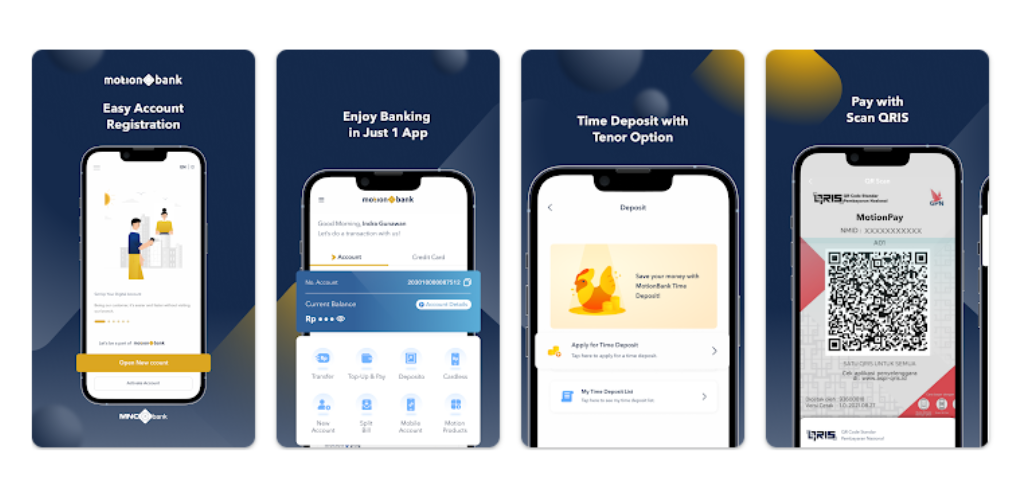 motion bank
Easy Account
Registration
EN
Let's be a part of motion bank
Open New Account
Activate Account
MNC bank
Enjoy Banking
in Just 1 App
motion bank
Good Morning, Indra Gunawan
Let's do a transaction with us!
Account
Credit Card
No. Account
Current Balance
Account Details
Rp
Transfer
Top-Up & Pay
Deposito
Cardless
New
Account
Split
Bill
Mobile
Account
Motion
Products
Time Deposit with
Tenor Option
Deposit
Save your money with
MotionBank Time
Deposit!
Apply for Time Deposit
Tap here to apply for a time deposit.
My Time Deposit List
Tap here to see my time deposit list
Pay with
Scan QRIS
QR Scan
QRIS
QR Code Standar
Pembayaran Nasional
GPN
MotionPay
NMID : XXXXXXXXXXX
A01
SATU QRIS UNTUK SEMUA
Cek aplikasi penyelenggara
di: www.aspi-qris.id
QRIS
QR Code Standar
Pembayaran Nasional